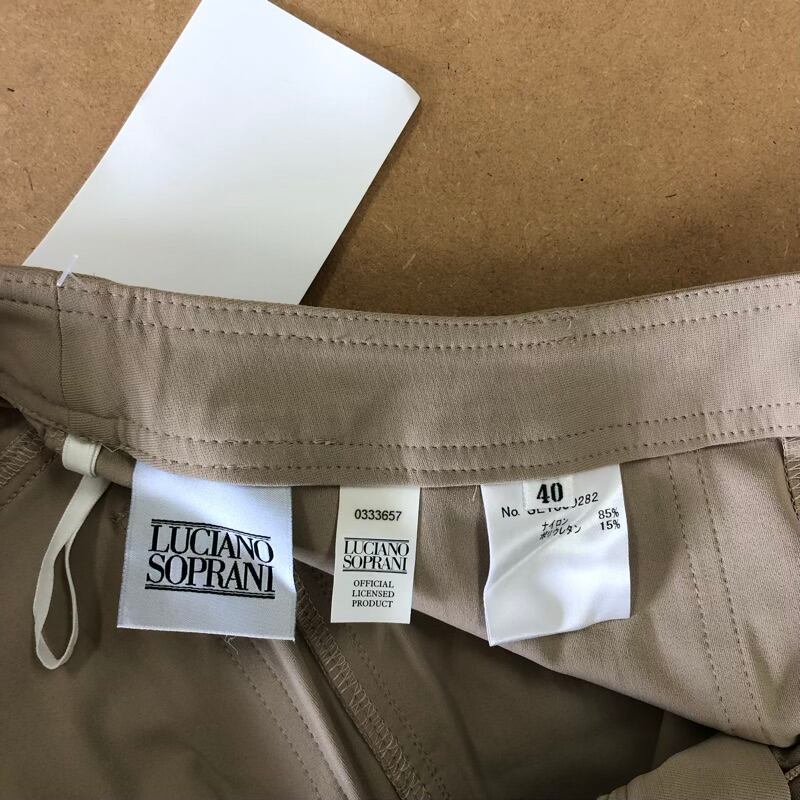 LUCIANO
SOPRANI
0333657
LUCIANO
SOPRANI
OFFICIAL
LICENSED
PRODUCT
40
No.
ナイロン 85%
ポリウレタン 15%